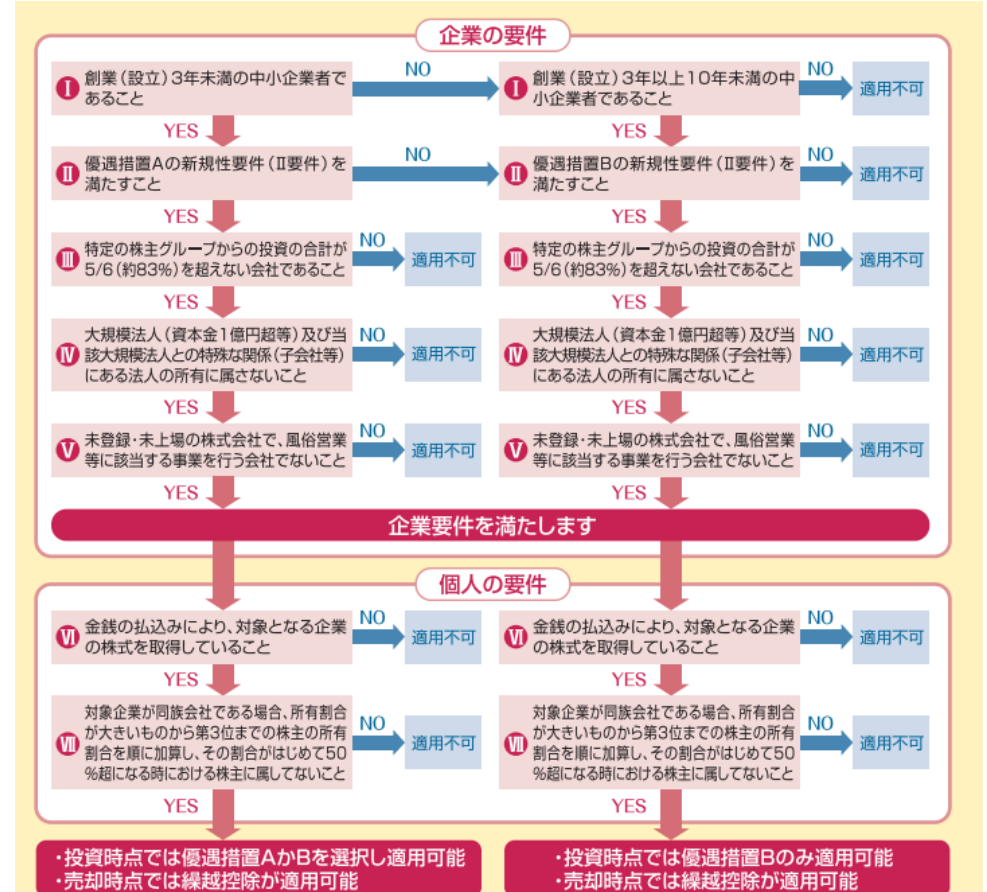 企業の要件
Ⅰ 創業(設立)3年未満の中小企業者で
あること
NO
Ⅰ 創業(設立)3年以上10年未満の中
小企業者であること
NO
適用不可
YES
YES
Ⅱ 優遇措置Aの新規性要件(Ⅱ要件)を
満たすこと
NO
Ⅱ 優遇措置Bの新規性要件(Ⅱ要件)を
満たすこと
NO
適用不可
YES
YES
Ⅲ 特定の株主グループからの投資の合計が
5/6(約83%)を超えない会社であること
NO
適用不可
Ⅲ 特定の株主グループからの投資の合計が
5/6(約83%)を超えない会社であること
NO
適用不可
YES
YES
Ⅳ 大規模法人(資本金1億円超等)及び当
該大規模法人との特殊な関係(子会社等)
にある法人の所有に属さないこと
NO
適用不可
Ⅳ 大規模法人(資本金1億円超等)及び当
該大規模法人との特殊な関係(子会社等)
にある法人の所有に属さないこと
NO
適用不可
YES
YES
Ⅴ 未登録・未上場の株式会社で、風俗営業
等に該当する事業を行う会社でないこと
NO
適用不可
Ⅴ 未登録・未上場の株式会社で、風俗営業
等に該当する事業を行う会社でないこと
NO
適用不可
YES
YES
企業要件を満たします
個人の要件
Ⅵ 金銭の払込みにより、対象となる企業
の株式を取得していること
NO
適用不可
Ⅵ 金銭の払込みにより、対象となる企業
の株式を取得していること
NO
適用不可
YES
YES
Ⅶ 対象企業が同族会社である場合、所有割合
が大きいものから第3位までの株主の所有
割合を順に加算し、その割合がはじめて50
%超になる時における株主に属してないこと
NO
適用不可
Ⅶ 対象企業が同族会社である場合、所有割合
が大きいものから第3位までの株主の所有
割合を順に加算し、その割合がはじめて50
%超になる時における株主に属してないこと
NO
適用不可
YES
YES
・投資時点では優遇措置AかBを選択し適用可能
・売却時点では繰越控除が適用可能
・投資時点では優遇措置Bのみ適用可能
・売却時点では繰越控除が適用可能